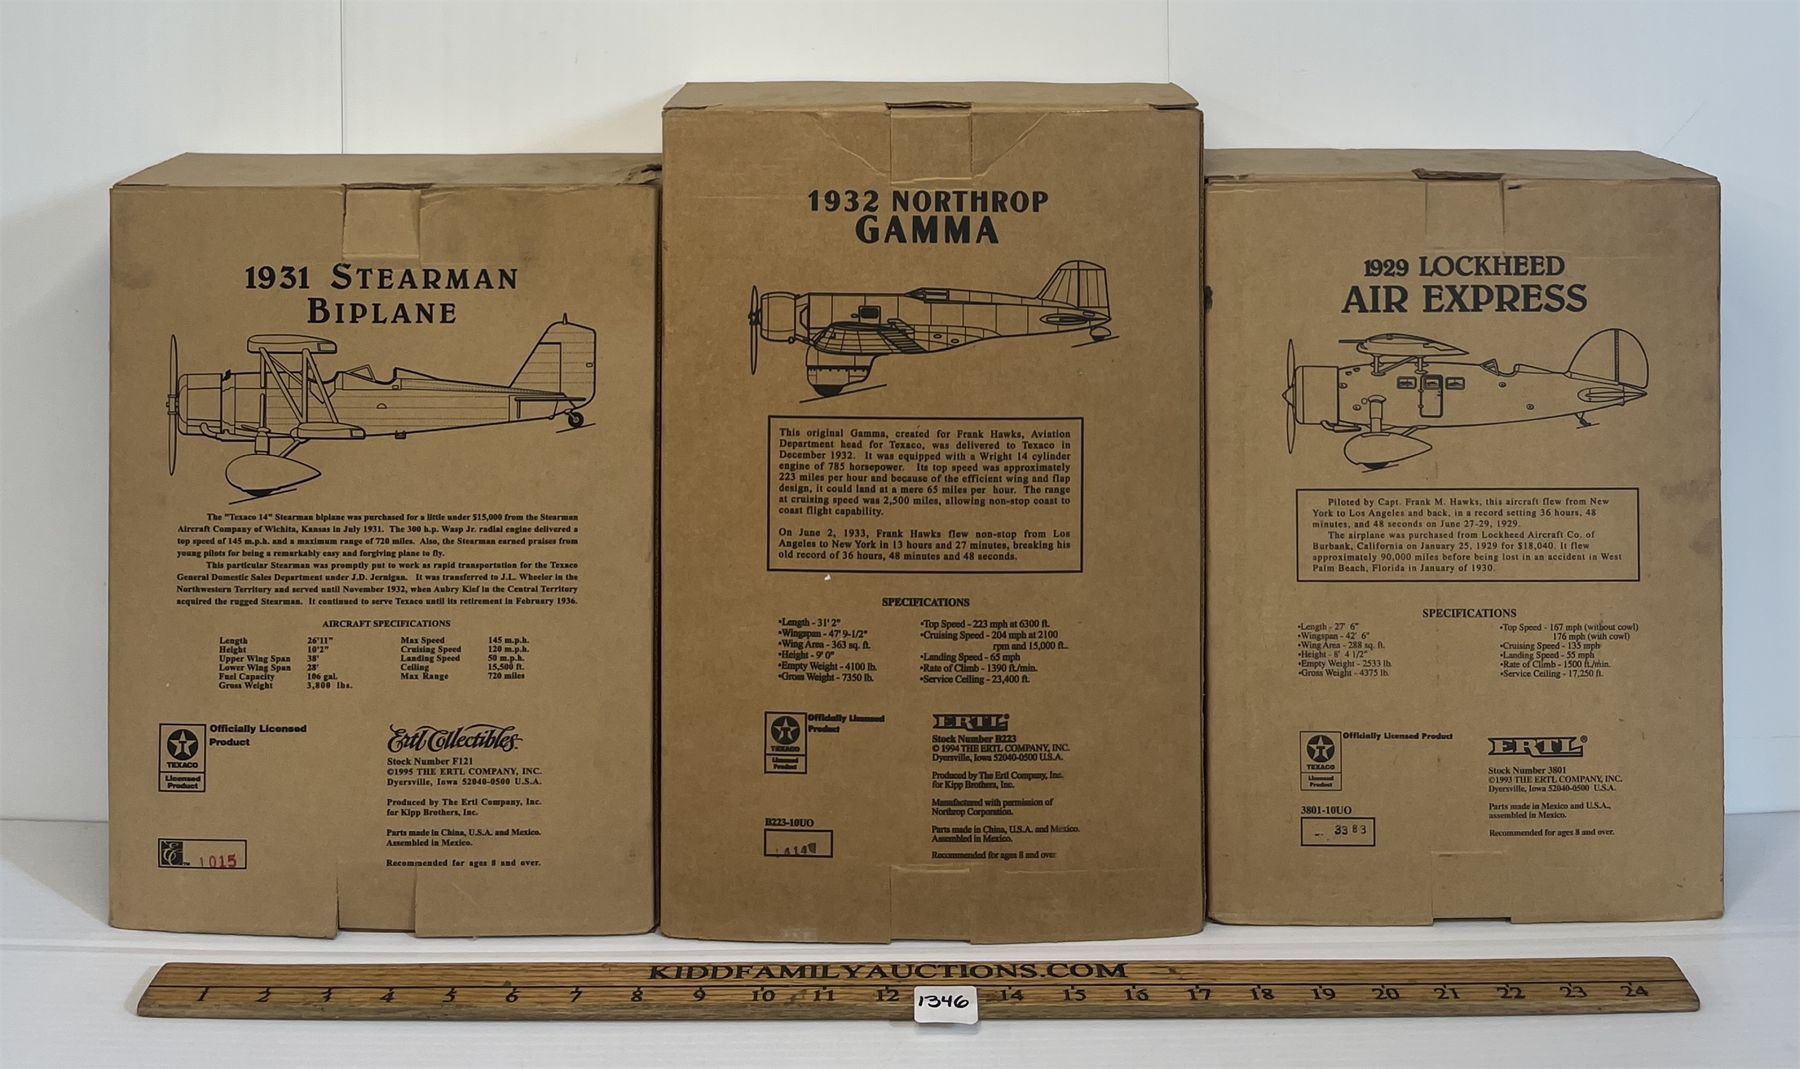 1931 STEARMAN
BIPLANE
The "Texaco 14" Stearman biplane was purchased for a little under $15,000 from the Stearman
Aircraft Company of Wichita, Kansas in July 1931. The 300 h.p. Wasp Jr. radial engine delivered a
top speed of 145 m.p.h. and a maximum range of 720 miles. Also, the Stearman earned praises from
young pilots for being a remarkably easy and forgiving plane to fly.
This particular Stearman was promptly put to work as rapid transportation for the Texaco
General Domestic Sales Department under J.D. Jernigan. It was transferred to J.L. Wheeler in the
Northwestern Territory and served until November 1932, when Aubry Kief in the Central Territory
acquired the rugged Stearman. It continued to serve Texaco until its retirement in February 1936.
AIRCRAFT SPECIFICATIONS
Length 26'11" Max Speed 145 m.p.h.
Height 10'2" Cruising Speed 120 m.p.h.
Upper Wing Span 38' Landing Speed 50 m.p.h.
Lower Wing Span 28' Ceiling 15,500 ft.
Fuel Capacity 106 gal. Max Range 720 miles
Gross Weight 3,800 lbs.
TEXACO
Licensed
Product
Officially Licensed
Product
Ertl Collectibles
Stock Number F121
©1995 THE ERTL COMPANY, INC.
Dyersville, Iowa 52040-0500 U.S.A.
Produced by The Ertl Company, Inc.
for Kipp Brothers, Inc.
Parts made in China, U.S.A. and Mexico.
Assembled in Mexico.
Recommended for ages 8 and over.
1015
1932 NORTHROP
GAMMA
This original Gamma, created for Frank Hawks, Aviation
Department head for Texaco, was delivered to Texaco in
December 1932. It was equipped with a Wright 14 cylinder
engine of 785 horsepower. Its top speed was approximately
223 miles per hour and because of the efficient wing and flap
design, it could land at a mere 65 miles per hour. The range
at cruising speed was 2,500 miles, allowing non-stop coast to
coast flight capability.
On June 2, 1933, Frank Hawks flew non-stop from Los
Angeles to New York in 13 hours and 27 minutes, breaking his
old record of 36 hours, 48 minutes and 48 seconds.
SPECIFICATIONS
•Length - 31' 2"
•Wingspan - 47' 9-1/2"
•Wing Area - 363 sq. ft.
•Height - 9' 0"
•Empty Weight - 4100 lb.
•Gross Weight - 7350 lb.
•Top Speed - 223 mph at 6300 ft.
•Cruising Speed - 204 mph at 2100
rpm and 15,000 ft..
•Landing Speed - 65 mph
•Rate of Climb - 1390 ft./min.
•Service Ceiling - 23,400 ft.
TEXACO
Licensed
Product
Officially Licensed
Product
ERTL
Stock Number B223
© 1994 THE ERTL COMPANY, INC.
Dyersville, Iowa 52040-0500 U.S.A.
Produced by The Ertl Company, Inc.
for Kipp Brothers, Inc.
Manufactured with permission of
Northrop Corporation.
Parts made in China, U.S.A. and Mexico.
Assembled in Mexico.
Recommended for ages 8 and over
B223-10UO
1929 LOCKHEED
AIR EXPRESS
Piloted by Capt. Frank M. Hawks, this aircraft flew from New
York to Los Angeles and back, in a record setting 36 hours, 48
minutes, and 48 seconds on June 27-29, 1929.
The airplane was purchased from Lockheed Aircraft Co. of
Burbank, California on January 25, 1929 for $18,040. It flew
approximately 90,000 miles before being lost in an accident in West
Palm Beach, Florida in January of 1930.
SPECIFICATIONS
•Length - 27' 6"
•Wingspan - 42' 6"
•Wing Area - 288 sq. ft.
•Height - 8' 4 1/2"
•Empty Weight - 2533 lb.
•Gross Weight - 4375 lb.
•Top Speed - 167 mph (without cowl)
176 mph (with cowl)
•Cruising Speed - 135 mph
•Landing Speed - 55 mph
•Rate of Climb - 1500 ft./min.
•Service Ceiling - 17,250 ft.
TEXACO
Licensed
Product
Officially Licensed Product
ERTL®
Stock Number 3801
©1993 THE ERTL COMPANY, INC.
Dyersville, Iowa 52040-0500 U.S.A.
Parts made in Mexico and U.S.A.,
assembled in Mexico.
Recommended for ages 8 and over.
3801-10UO
3383
KIDDFAMILYAUCTIONS.COM
1 2 3 4 5 6 7 8 9 10 11 12 14 15 16 17 18 19 20 21 22 23 24
1346